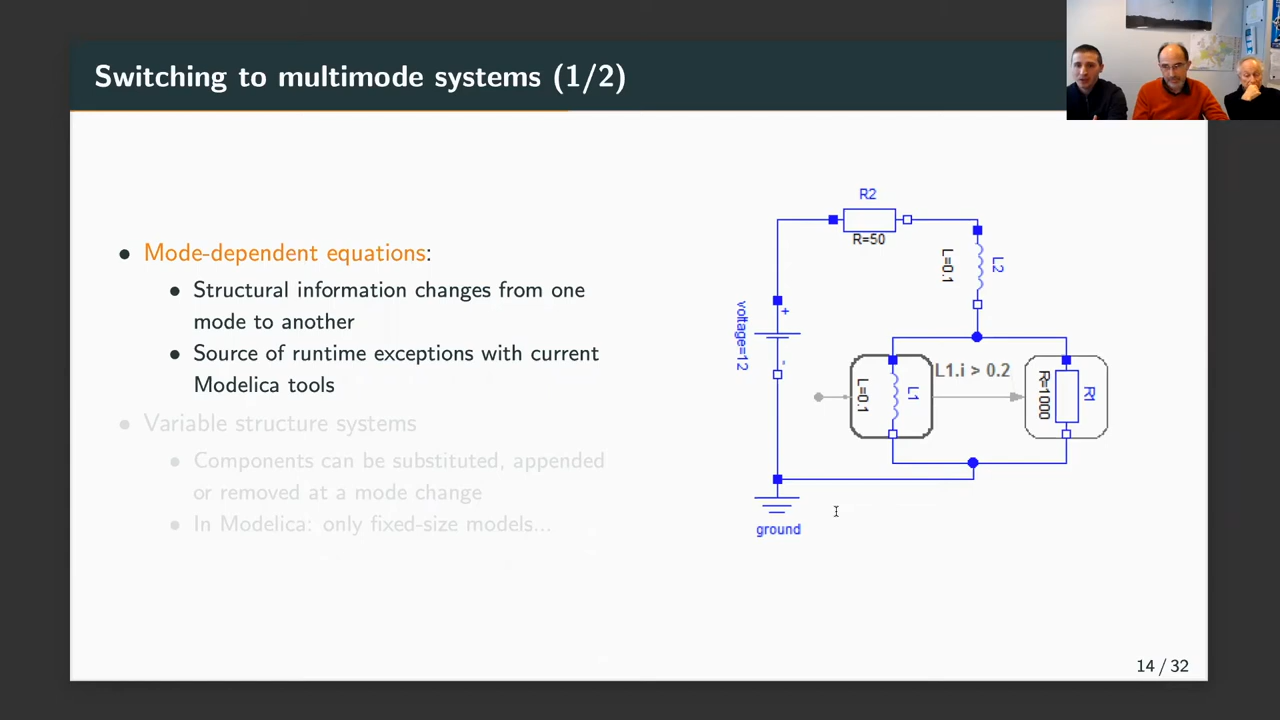 Switching to multimode systems (1/2)
• Mode-dependent equations:
• Structural information changes from one
mode to another
• Source of runtime exceptions with current
Modelica tools
• Variable structure systems
• Components can be substituted, appended
or removed at a mode change
• In Modelica: only fixed-size models...
R2
R=50
L=0.1
L2
voltage=12
+
-
L=0.1
L1
L1.i > 0.2
R=1000
R1
ground
14 / 32